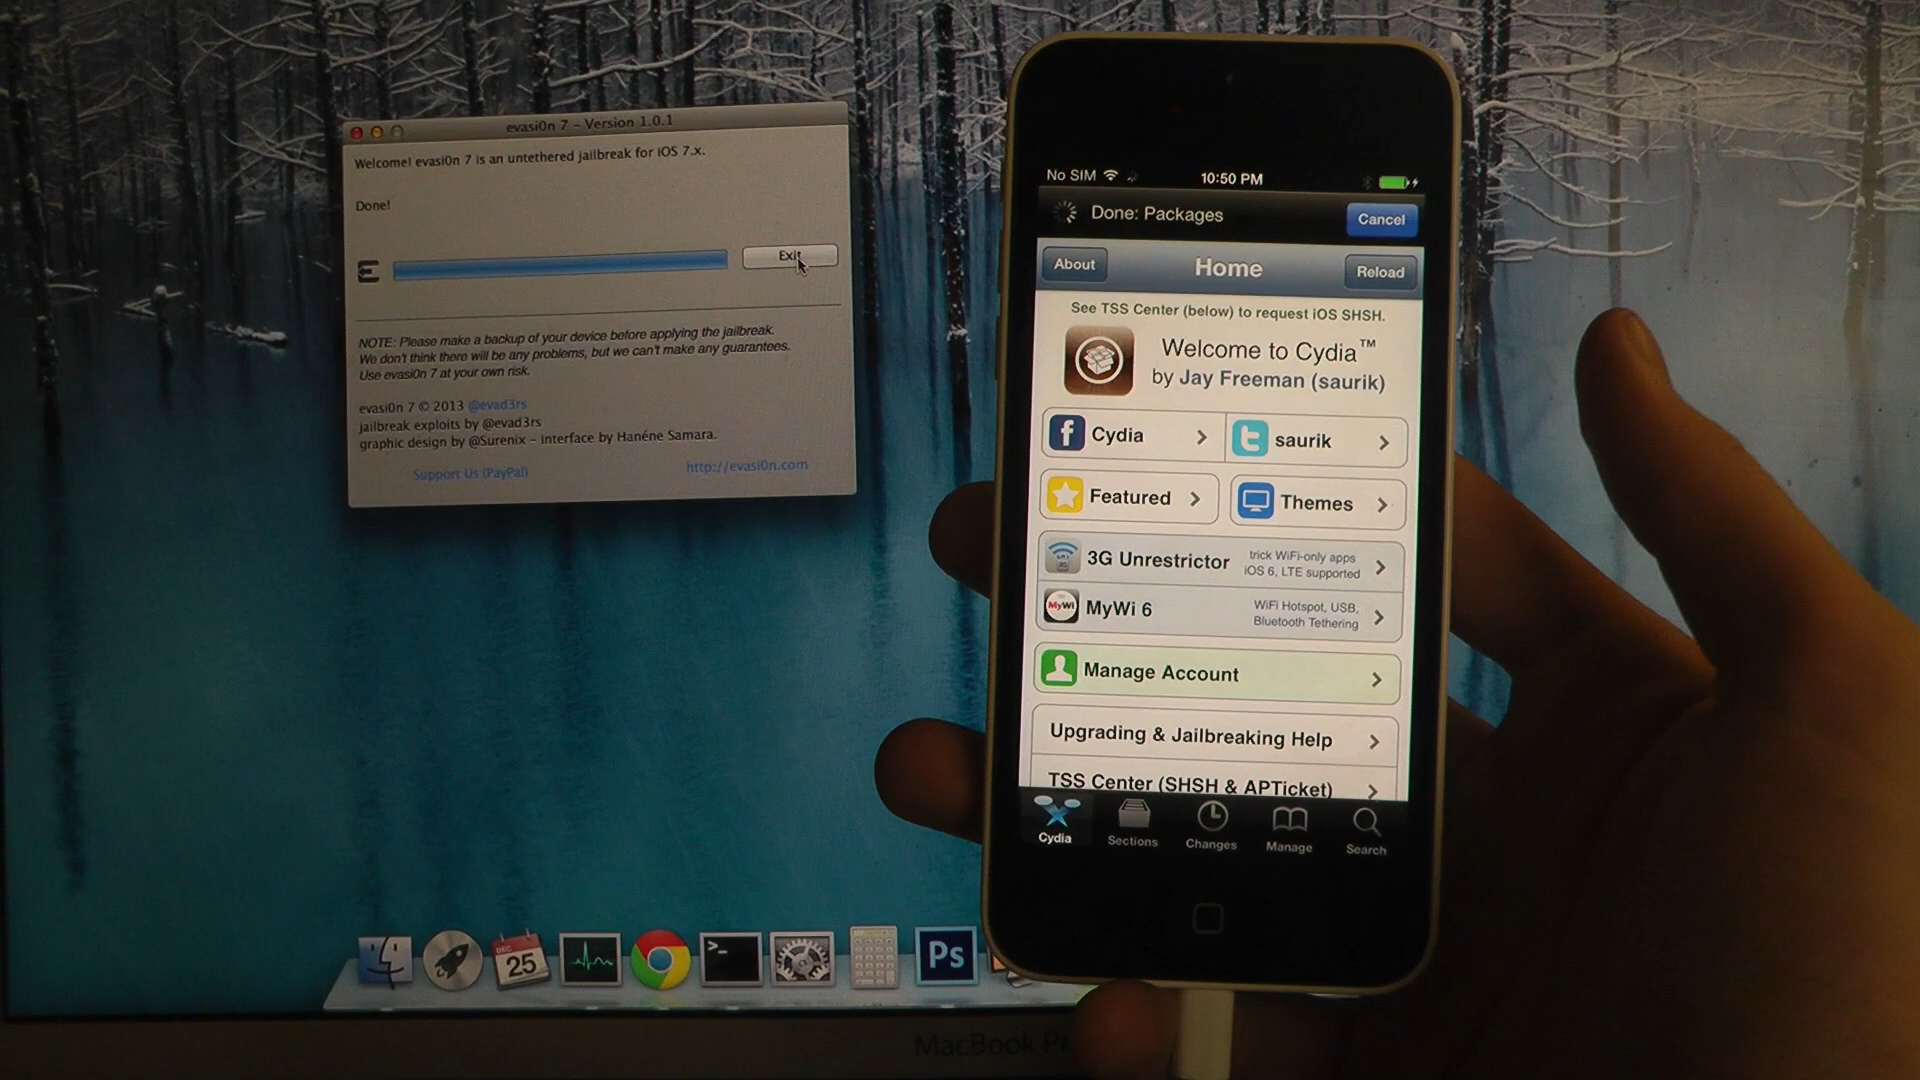 evasi0n 7 – Version 1.0.1
Welcome! evasi0n 7 is an untethered jailbreak for iOS 7.x.
Done!
Exit
NOTE: Please make a backup of your device before applying the jailbreak.
We don't think there will be any problems, but we can't make any guarantees.
Use evasi0n 7 at your own risk.
evasi0n 7 © 2013 @evad3rs
jailbreak exploits by @evad3rs
graphic design by @Surenix – interface by Hanéne Samara.
Support Us (PayPal)
http://evasi0n.com
DEC
25
>-
Ps
MacBook
No SIM
10:50 PM
Done: Packages
Cancel
About
Home
Reload
See TSS Center (below) to request iOS SHSH.
Welcome to Cydia™
by Jay Freeman (saurik)
f
Cydia
t
saurik
Featured
Themes
3G
3G Unrestrictor
trick WiFi-only apps
iOS 6, LTE supported
MyWi
MyWi 6
WiFi Hotspot, USB,
Bluetooth Tethering
Manage Account
Upgrading & Jailbreaking Help
TSS Center (SHSH & APTicket)
Cydia
Sections
Changes
Manage
Search